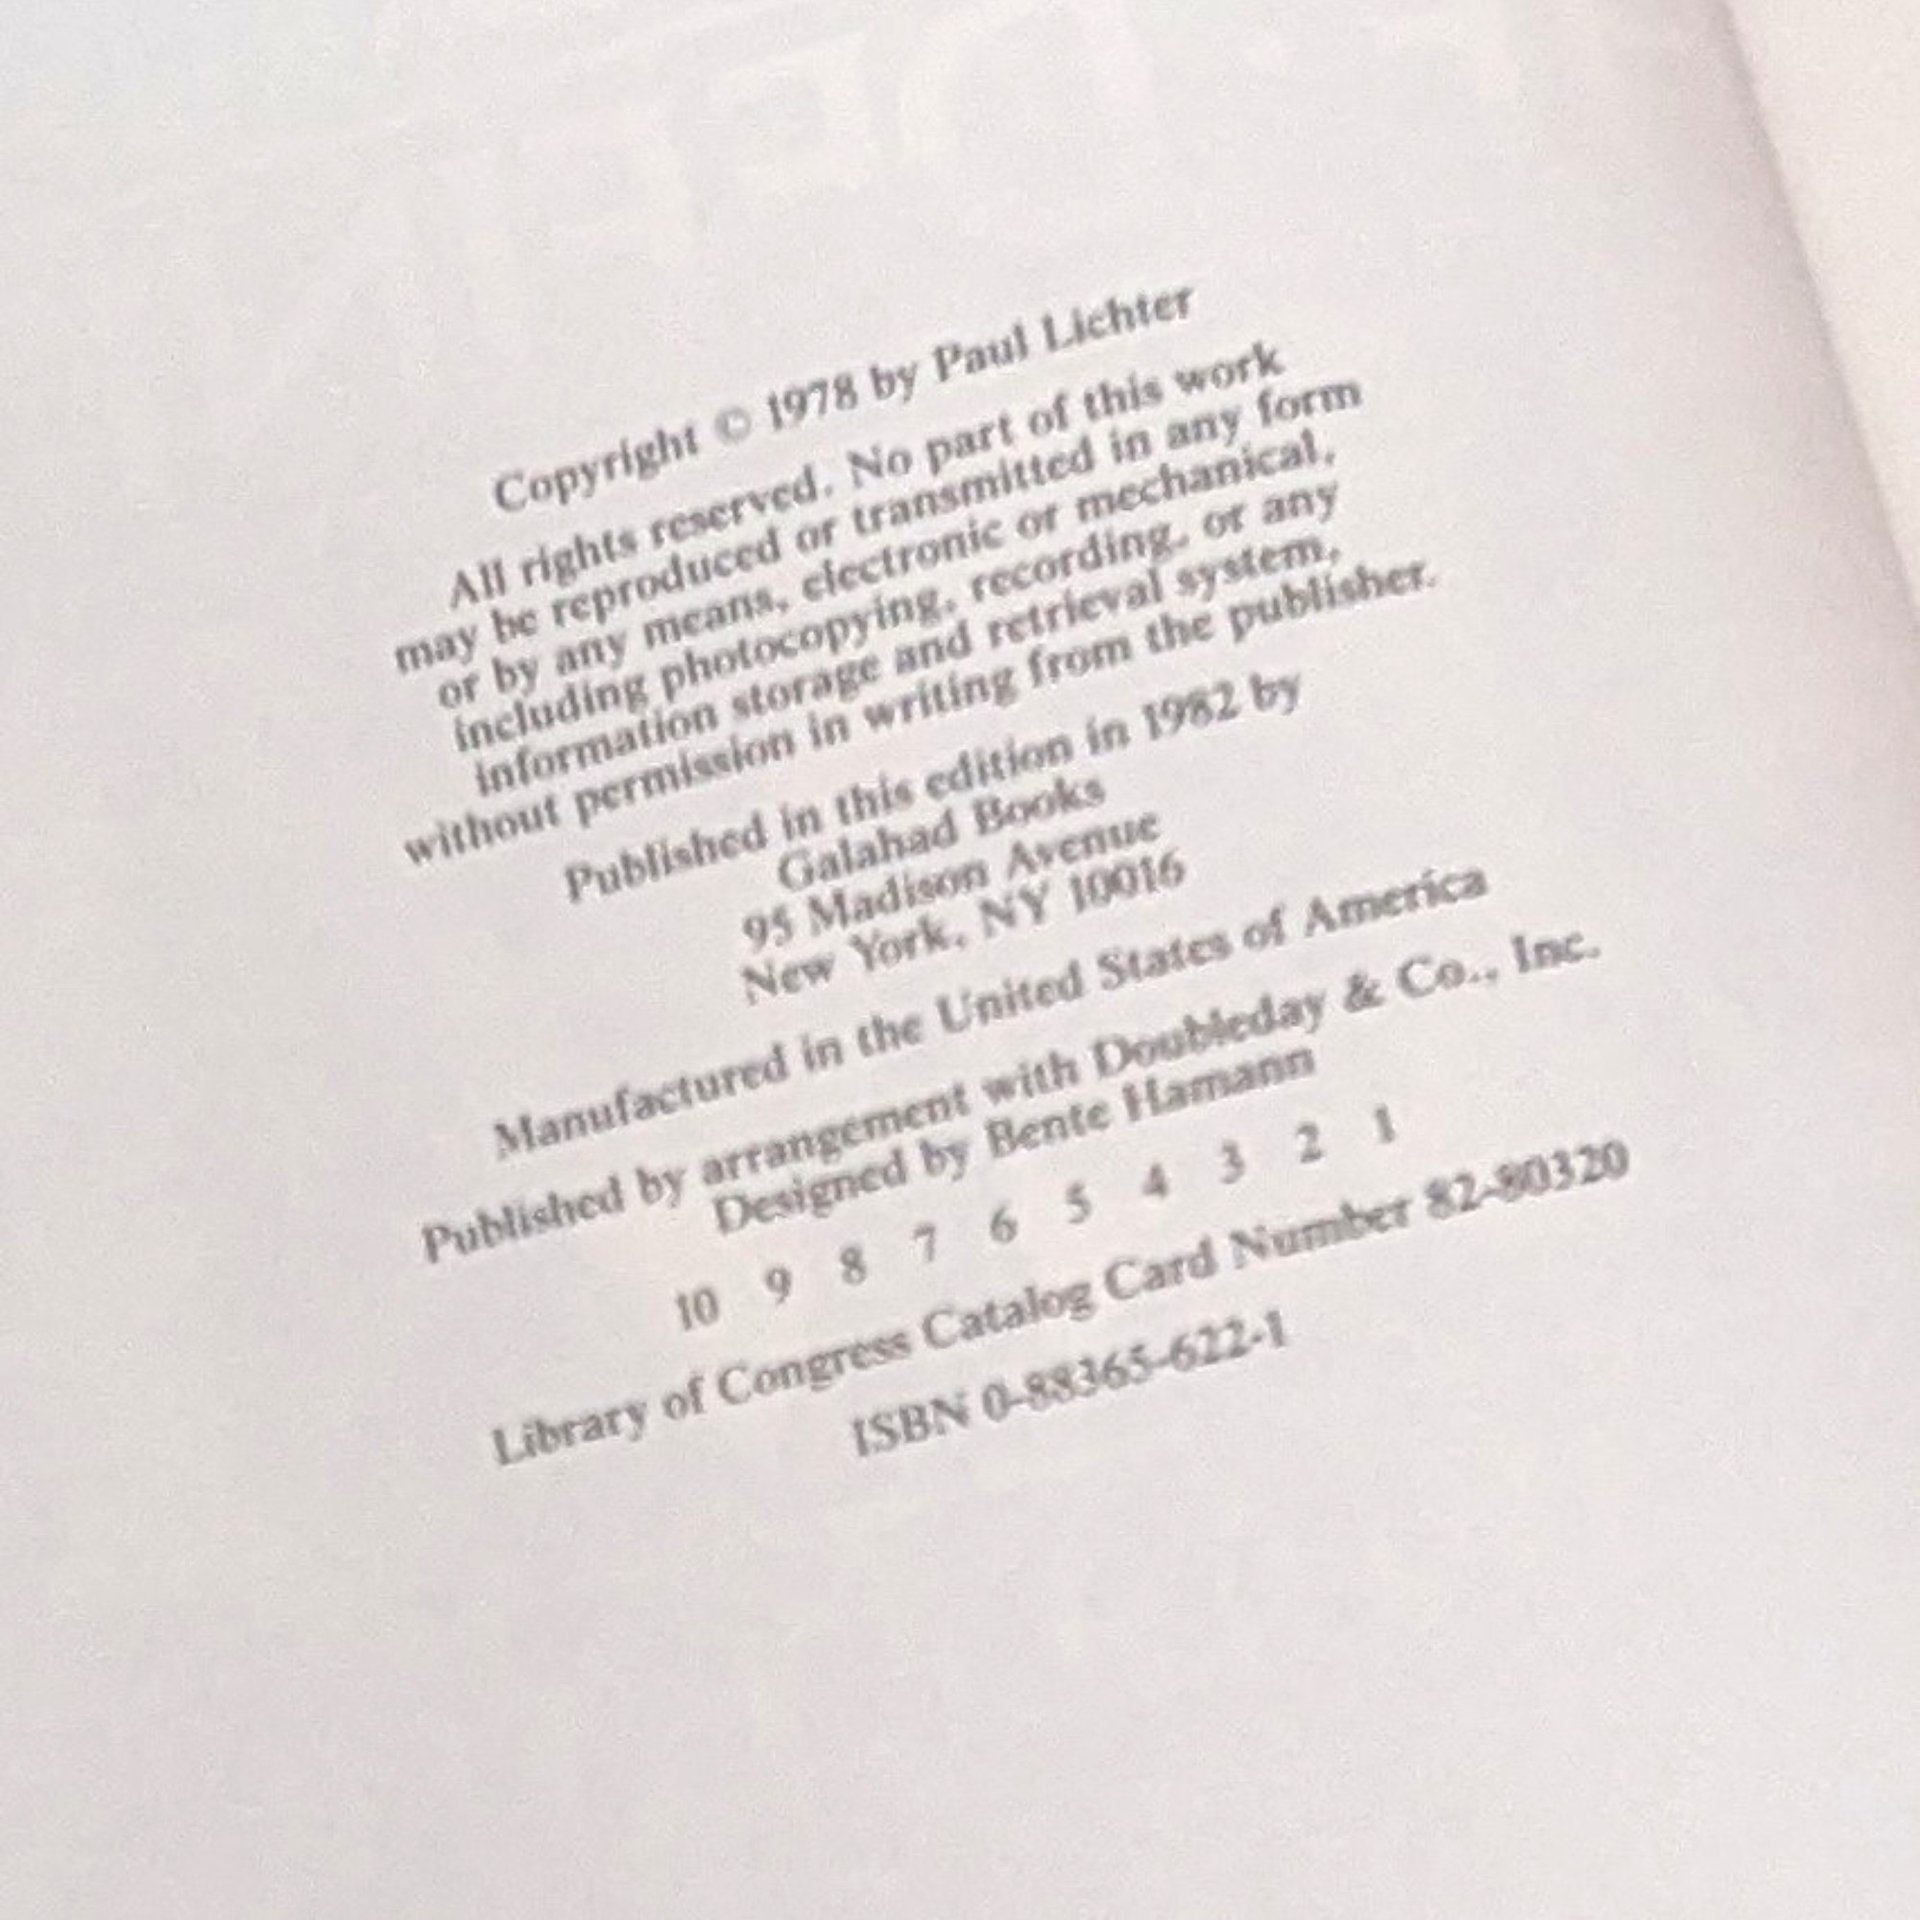 Copyright © 1978 by Paul Lichter
All rights reserved. No part of this work
may be reproduced or transmitted in any form
or by any means, electronic or mechanical,
including photocopying, recording, or any
information storage and retrieval system,
without permission in writing from the publisher.
Published in this edition in 1982 by
Galahad Books
95 Madison Avenue
New York, NY 10016
Manufactured in the United States of America
Published by arrangement with Doubleday & Co., Inc.
Designed by Bente Hamann
10 9 8 7 6 5 4 3 2 1
Library of Congress Catalog Card Number 82-80320
ISBN 0-88365-622-1